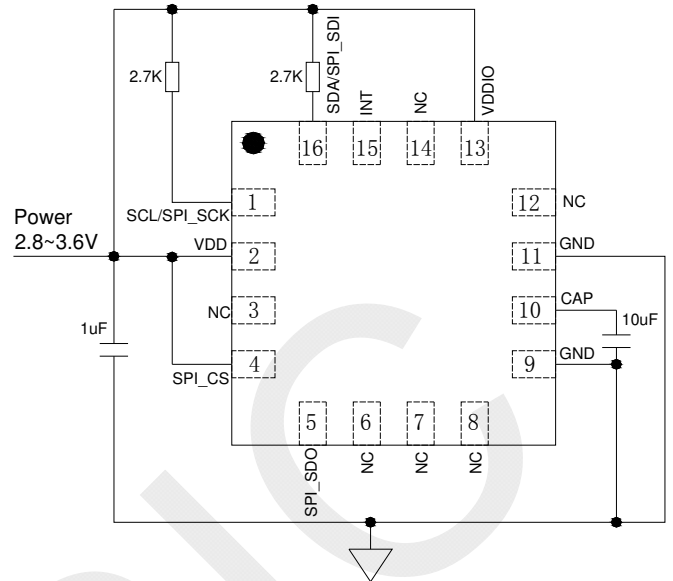 2.7K
2.7K
SDA/SPI_SDI
INT
NC
VDDIO
16
15
14
13
SCL/SPI_SCK
1
12
NC
Power
2.8~3.6V
VDD
2
11
GND
NC
3
10
CAP
1uF
10uF
SPI_CS
4
9
GND
5
6
7
8
SPI_SDO
NC
NC
NC